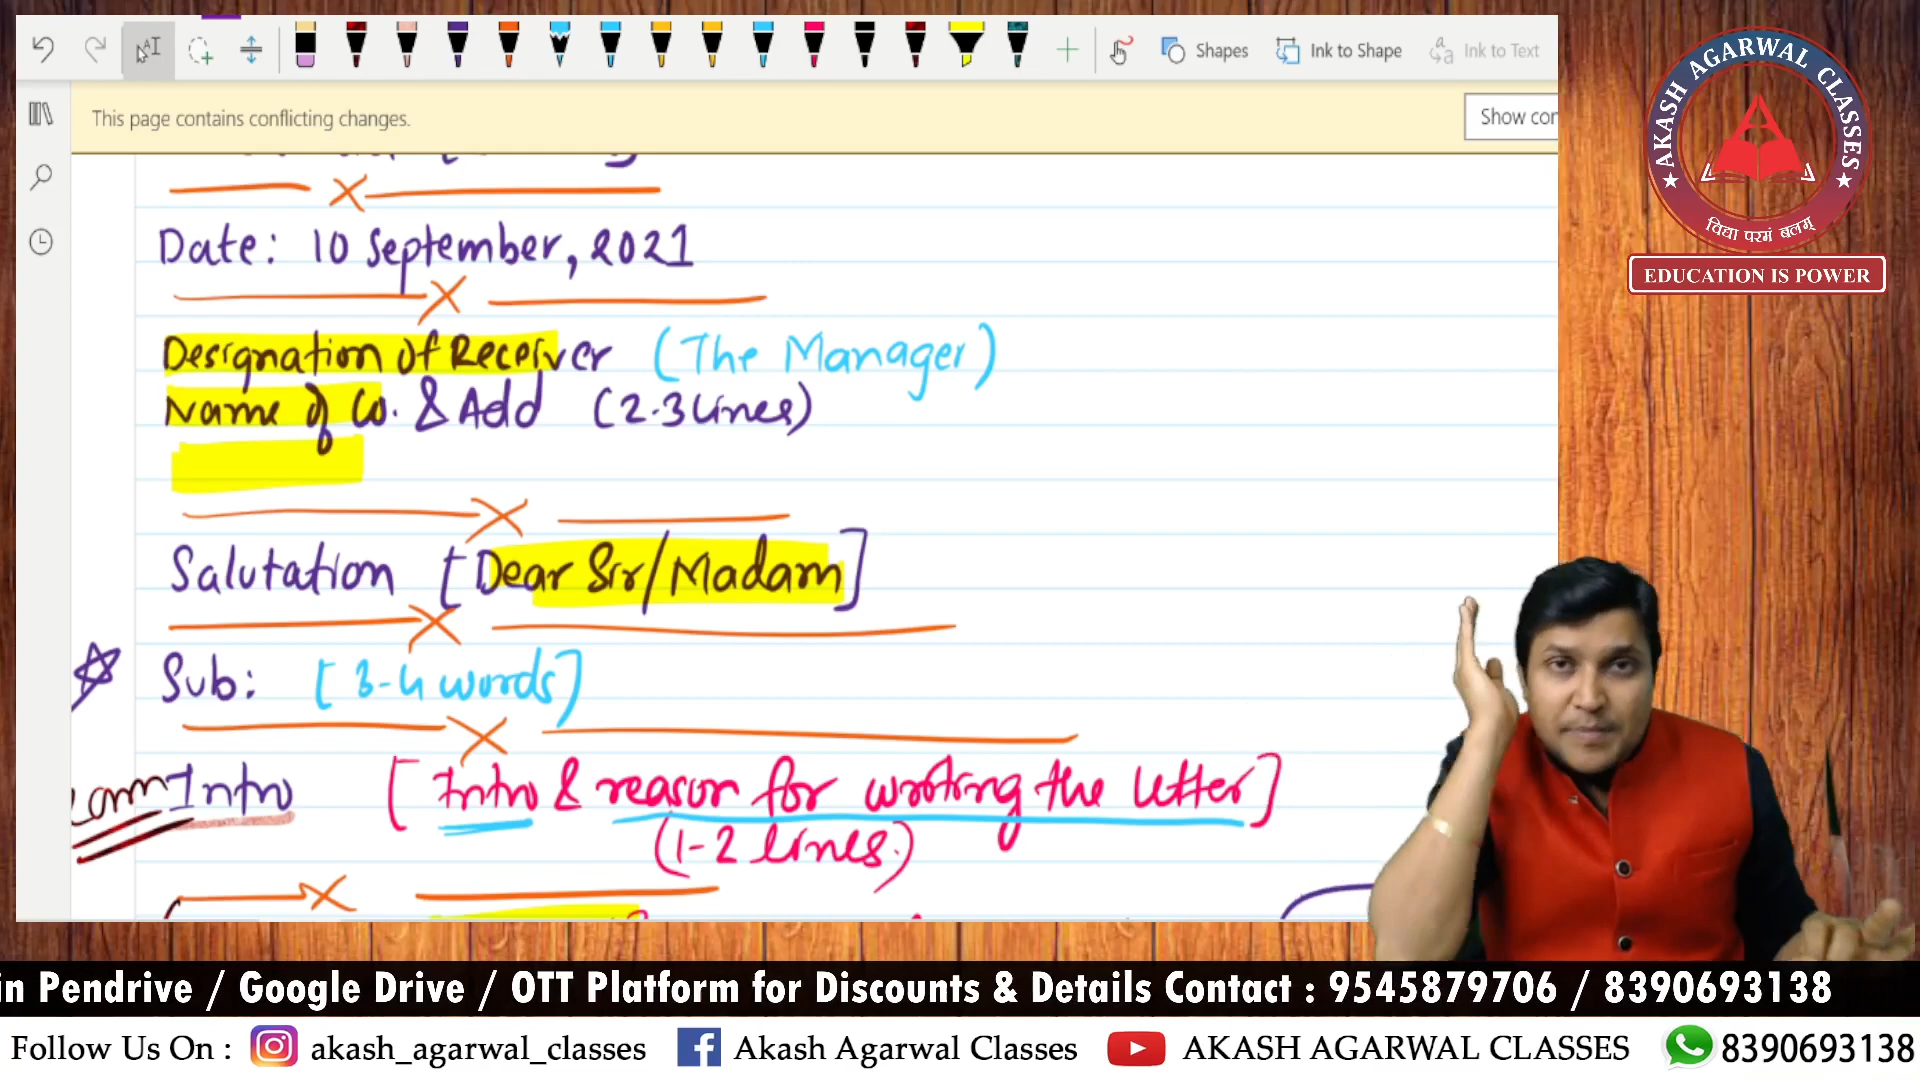 Shapes
Ink to Shape
Ink to Text
This page contains conflicting changes.
Show con
Date: 10 September, 2021
Designation of Receiver (The Manager)
Name of Co. & Add (2-3 lines)
Salutation [Dear Sir/Madam]
Sub: [3-4 words]
Intro [Intro & reason for writing the letter]
(1-2 lines.)
AKASH AGARWAL CLASSES
विद्या परमं बलम्
EDUCATION IS POWER
in Pendrive / Google Drive / OTT Platform for Discounts & Details Contact : 9545879706 / 8390693138
Follow Us On : akash_agarwal_classes Akash Agarwal Classes AKASH AGARWAL CLASSES 8390693138